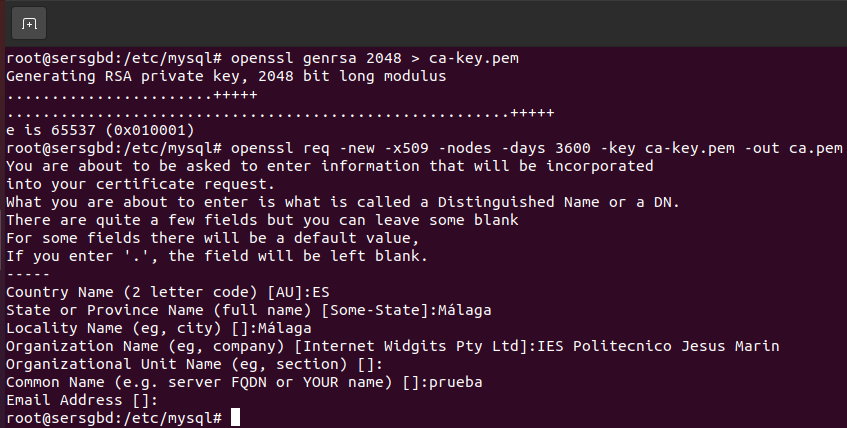 root@sersgbd:/etc/mysql# openssl genrsa 2048 > ca-key.pem
Generating RSA private key, 2048 bit long modulus
.......................+++++
........................................................+++++
e is 65537 (0x010001)
root@sersgbd:/etc/mysql# openssl req -new -x509 -nodes -days 3600 -key ca-key.pem -out ca.pem
You are about to be asked to enter information that will be incorporated
into your certificate request.
What you are about to enter is what is called a Distinguished Name or a DN.
There are quite a few fields but you can leave some blank
For some fields there will be a default value,
If you enter '.', the field will be left blank.
-----
Country Name (2 letter code) [AU]:ES
State or Province Name (full name) [Some-State]:Málaga
Locality Name (eg, city) []:Málaga
Organization Name (eg, company) [Internet Widgits Pty Ltd]:IES Politecnico Jesus Marin
Organizational Unit Name (eg, section) []:
Common Name (e.g. server FQDN or YOUR name) []:prueba
Email Address []:
root@sersgbd:/etc/mysql#